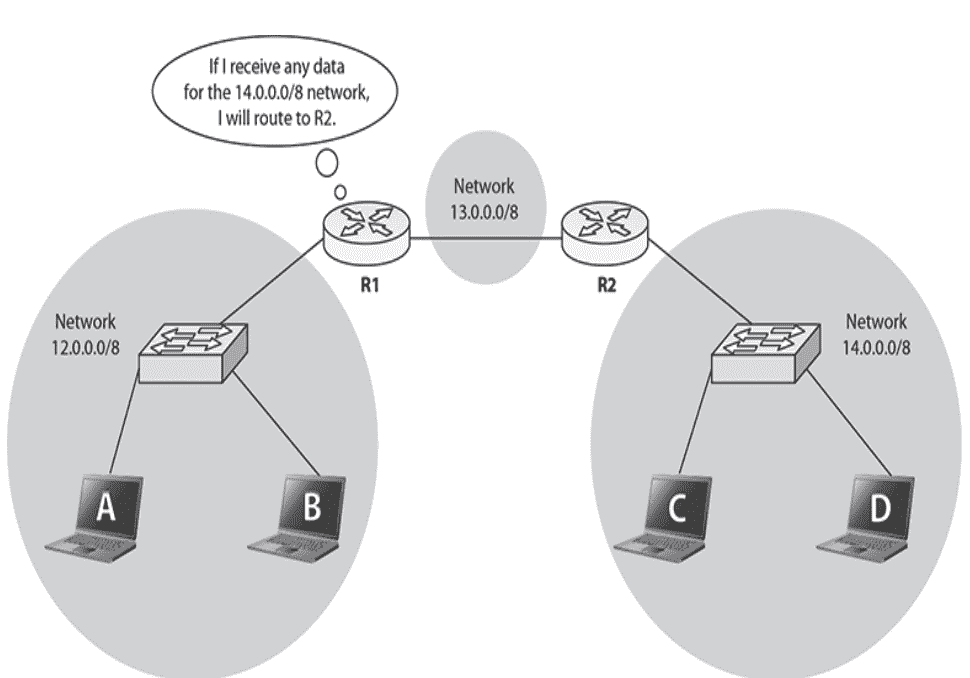 If I receive any data
for the 14.0.0.0/8 network,
I will route to R2.
Network
13.0.0.0/8
R1
R2
Network
12.0.0.0/8
Network
14.0.0.0/8
A
B
C
D